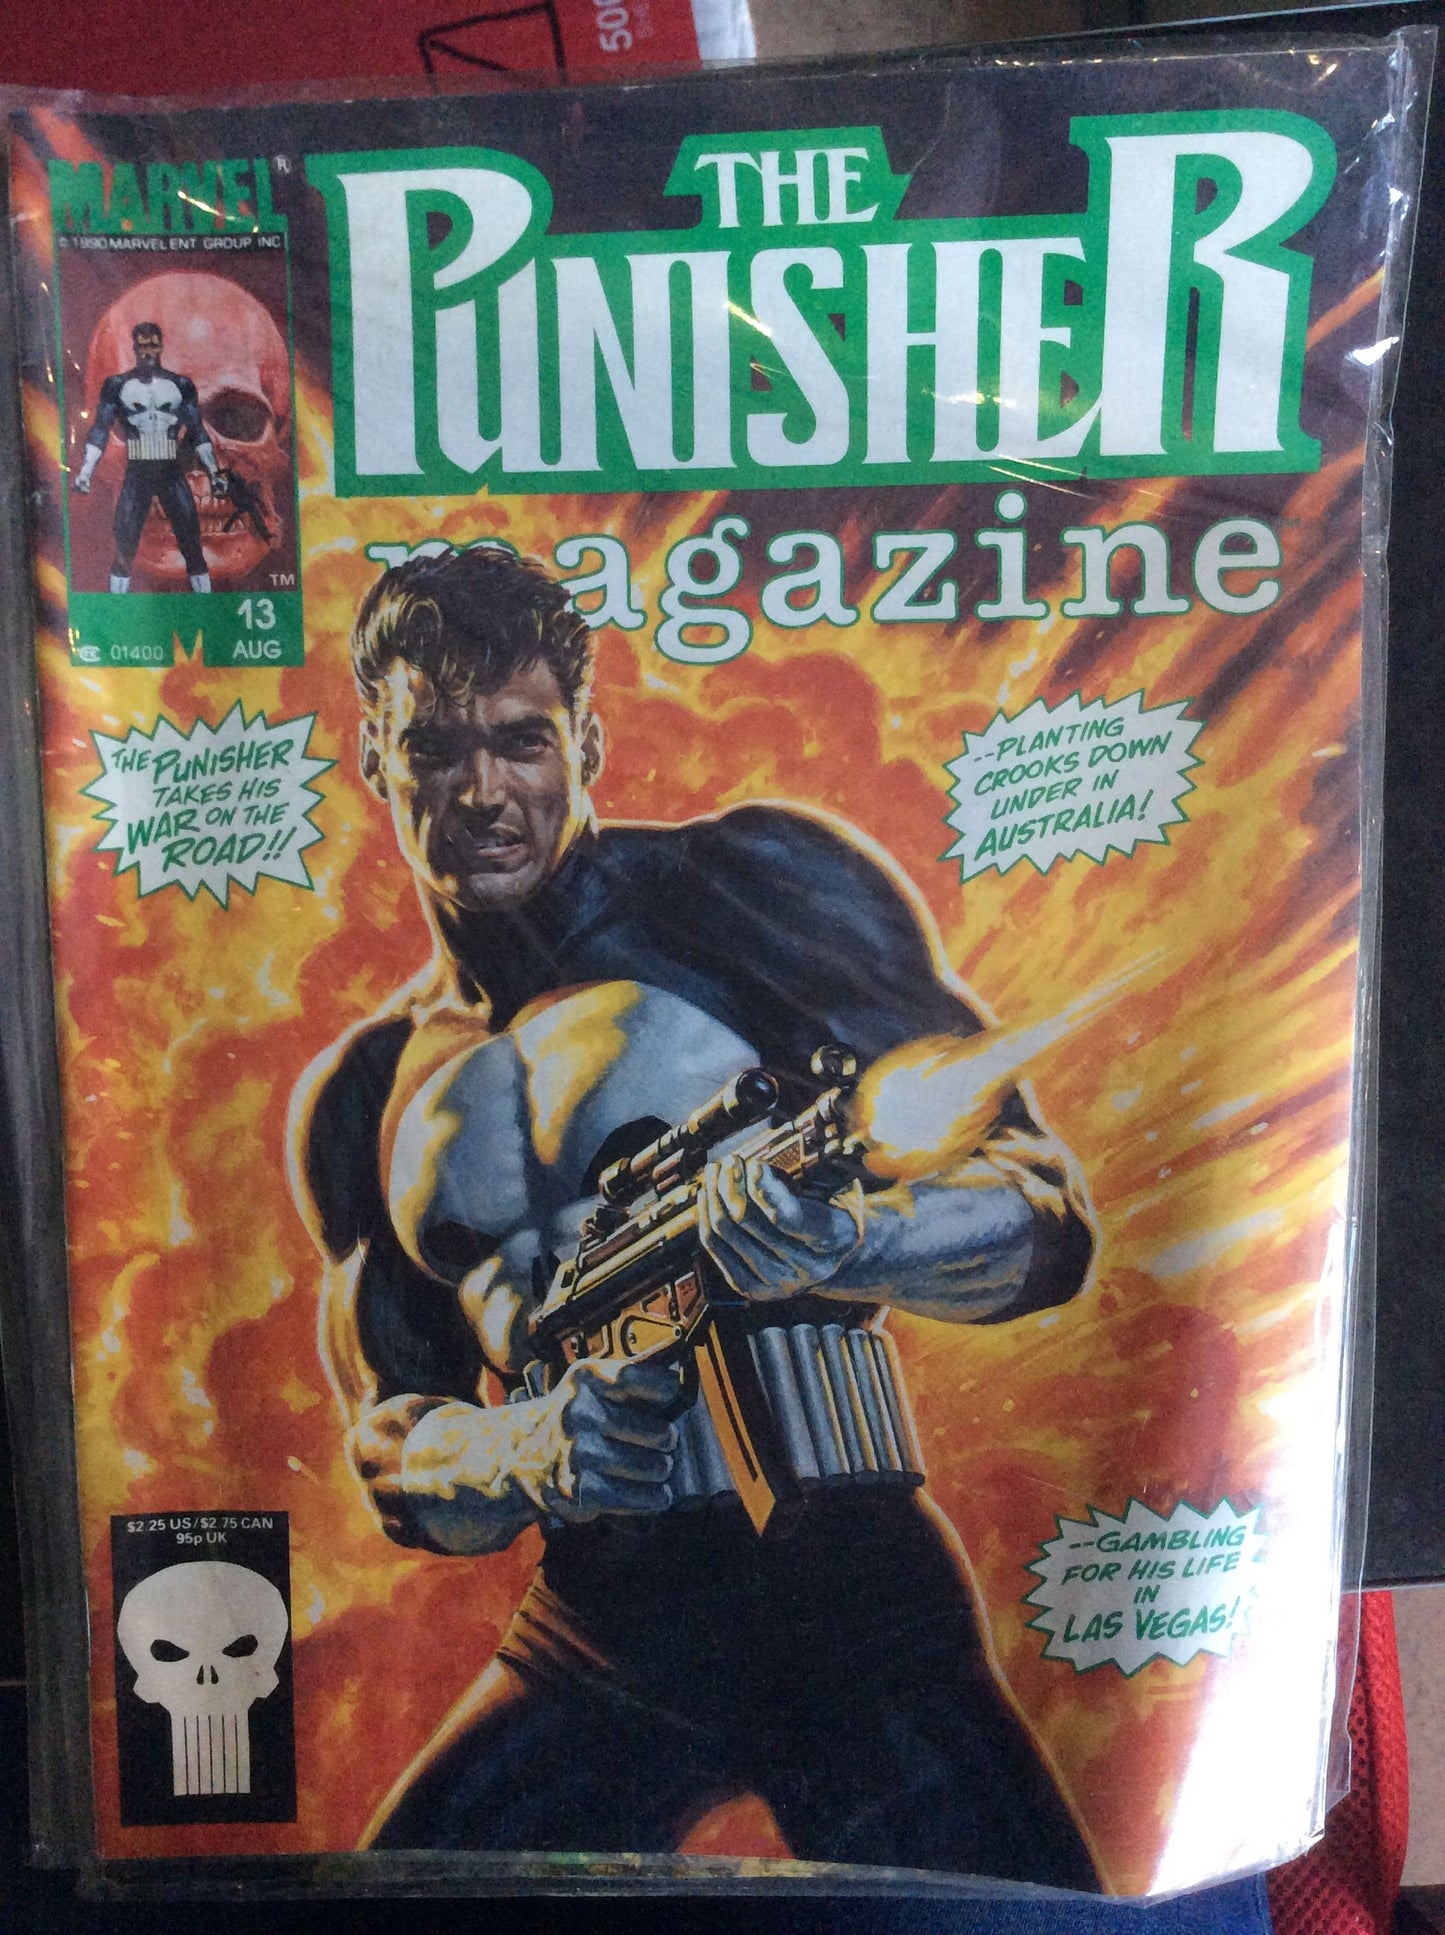 500
MARVEL®
© 1990 MARVEL ENT GROUP INC
THE
PUNISHER
magazine
TM
13
AUG
CC 01400
THE PUNISHER
TAKES HIS
WAR ON THE
ROAD!!
--PLANTING
CROOKS DOWN
UNDER IN
AUSTRALIA!
--GAMBLING
FOR HIS LIFE
IN
LAS VEGAS!
$2.25 US/$2.75 CAN
95p UK